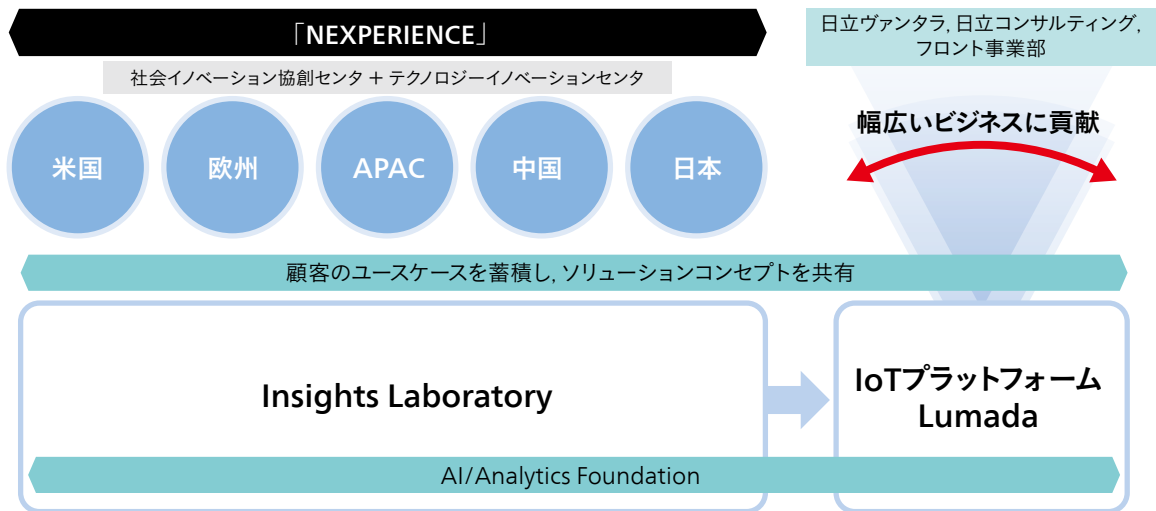 「NEXPERIENCE」
社会イノベーション協創センタ + テクノロジーイノベーションセンタ
米国
欧州
APAC
中国
日本
日立ヴァンタラ, 日立コンサルティング,
フロント事業部
幅広いビジネスに貢献
顧客のユースケースを蓄積し, ソリューションコンセプトを共有
Insights Laboratory
IoTプラットフォーム
Lumada
AI/Analytics Foundation